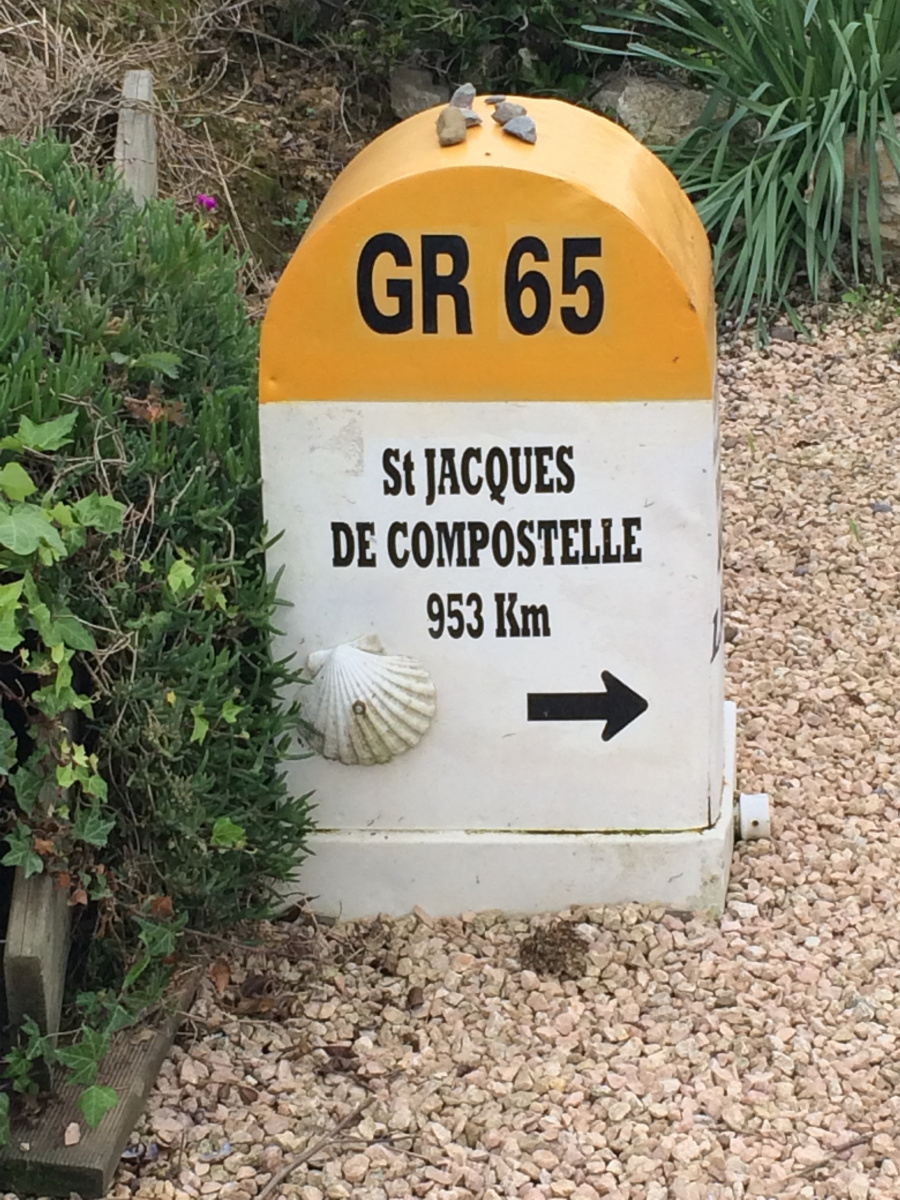 GR 65
St JACQUES
DE COMPOSTELLE
953 Km